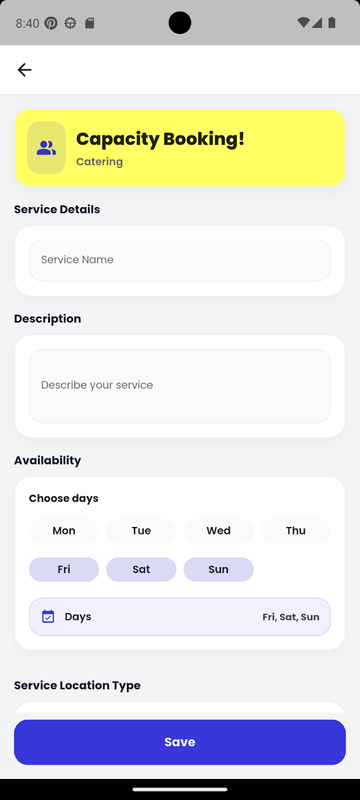 8:40
Capacity Booking!
Catering
Service Details
Service Name
Description
Describe your service
Availability
Choose days
Mon Tue Wed Thu
Fri Sat Sun
Days Fri, Sat, Sun
Service Location Type
Save